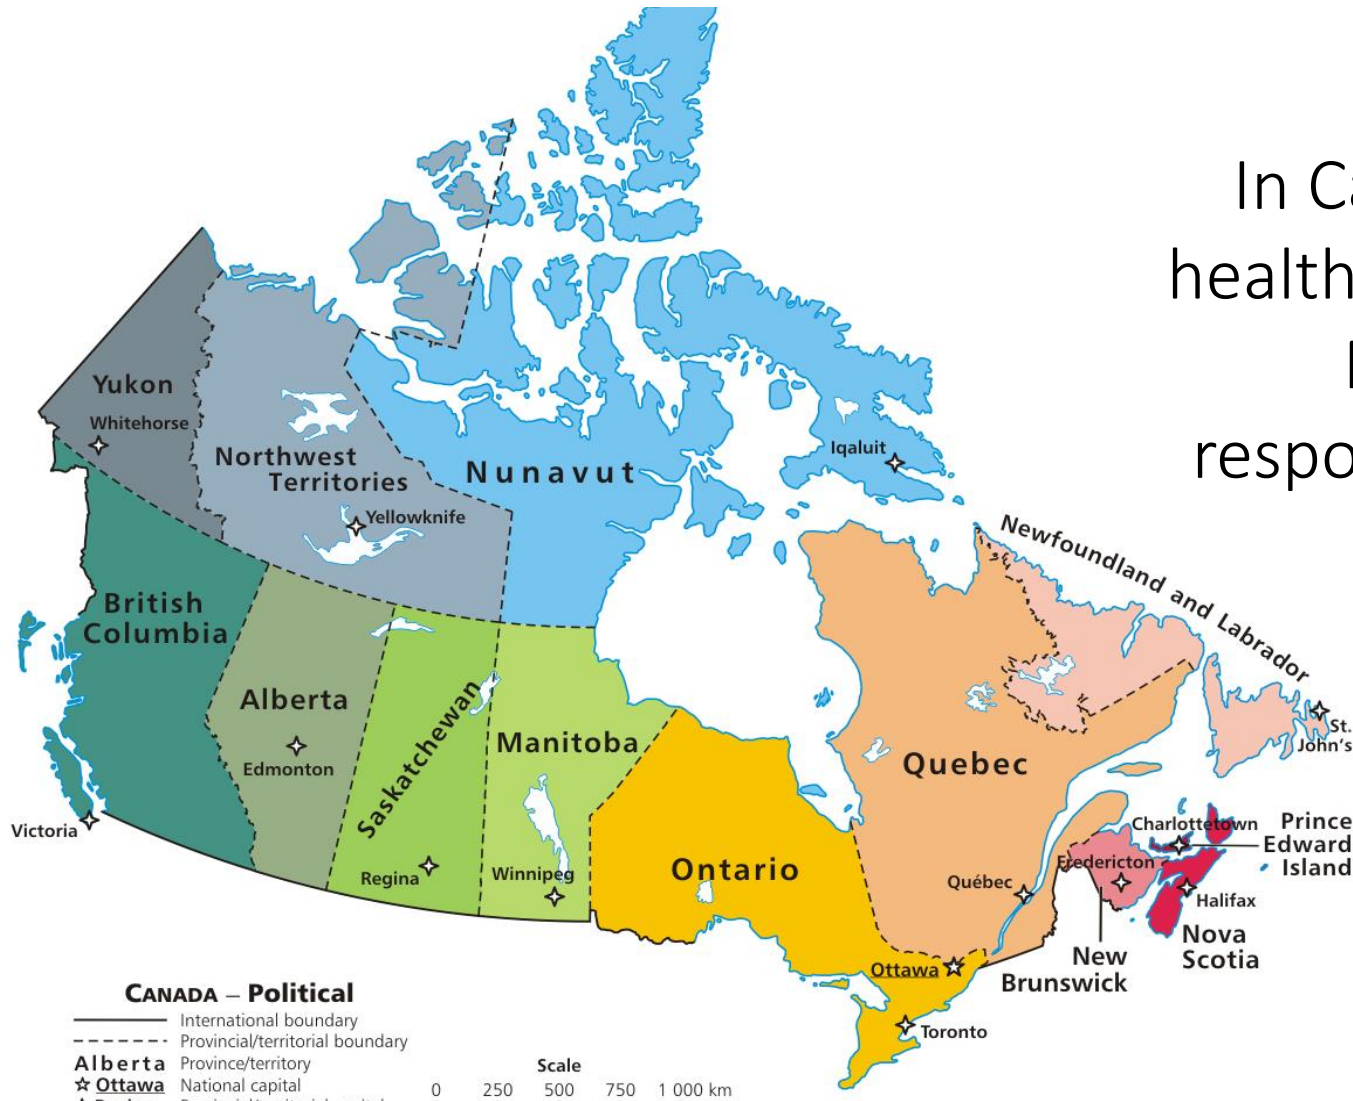 In Ca
health
respo
Yukon
Whitehorse
Northwest
Territories
Yellowknife
Nunavut
Iqaluit
Newfoundland and Labrador
St.
John's
British
Columbia
Victoria
Alberta
Edmonton
Saskatchewan
Regina
Manitoba
Winnipeg
Ontario
Ottawa
Toronto
Quebec
Québec
Charlottetown
Prince
Edward
Island
Fredericton
Halifax
Nova
Scotia
New
Brunswick
CANADA – Political
International boundary
Provincial/territorial boundary
Alberta Province/territory
Ottawa National capital
Scale
0 250 500 750 1 000 km